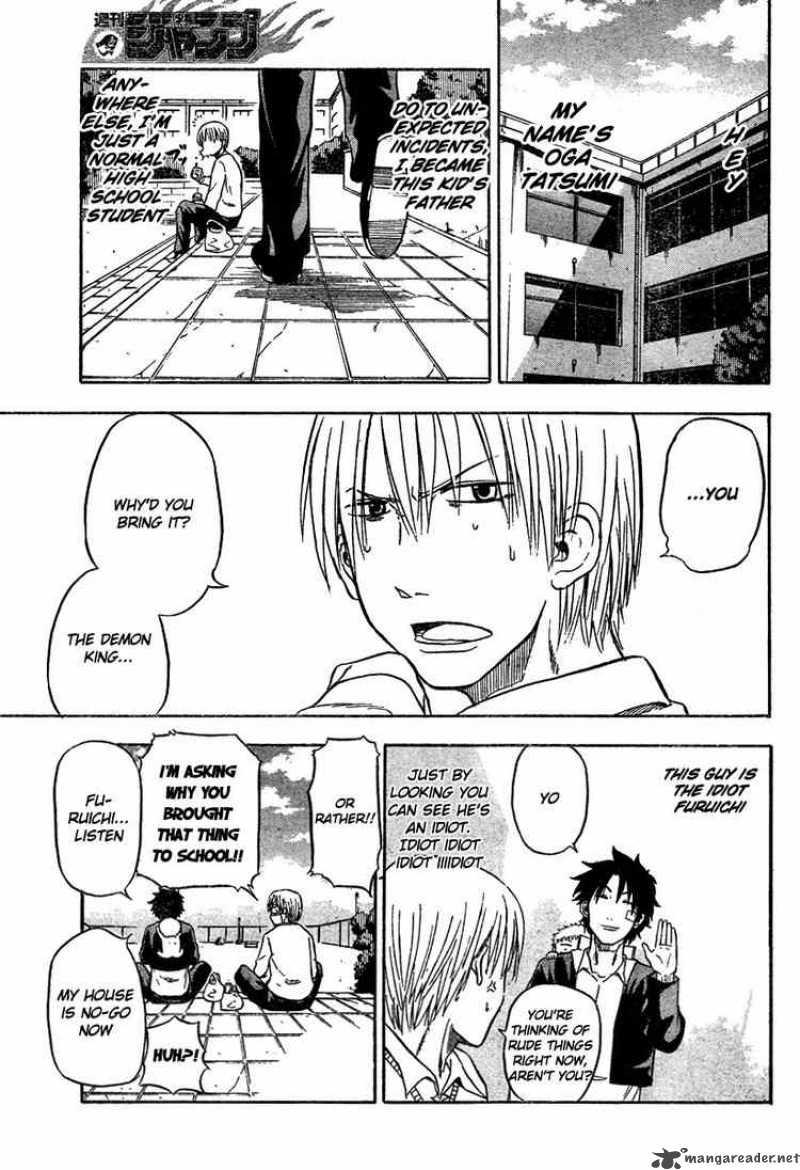 HEY
MY
NAME'S
OGA
TATSUMI
週刊
少年
ジャンプ
DO TO UN-
EXPECTED
INCIDENTS,
I BECAME
THIS KID'S
FATHER
ANY-
WHERE
ELSE, I'M
JUST A
NORMAL
HIGH
SCHOOL
STUDENT
...YOU
WHY'D YOU
BRING IT?
THE DEMON
KING...
THIS GUY IS
THE IDIOT
FURUICHI
YO
JUST BY
LOOKING YOU
CAN SEE HE'S
AN IDIOT.
IDIOT IDIOT
IDIOT IIIIDIOT
YOU'RE
THINKING OF
RUDE THINGS
RIGHT NOW,
AREN'T YOU?
OR
RATHER!!
I'M ASKING
WHY YOU
BROUGHT
THAT THING
TO SCHOOL!!
FU-
RUICHI...
LISTEN
MY HOUSE
IS NO-GO
NOW
HUH?!
mangareader.net